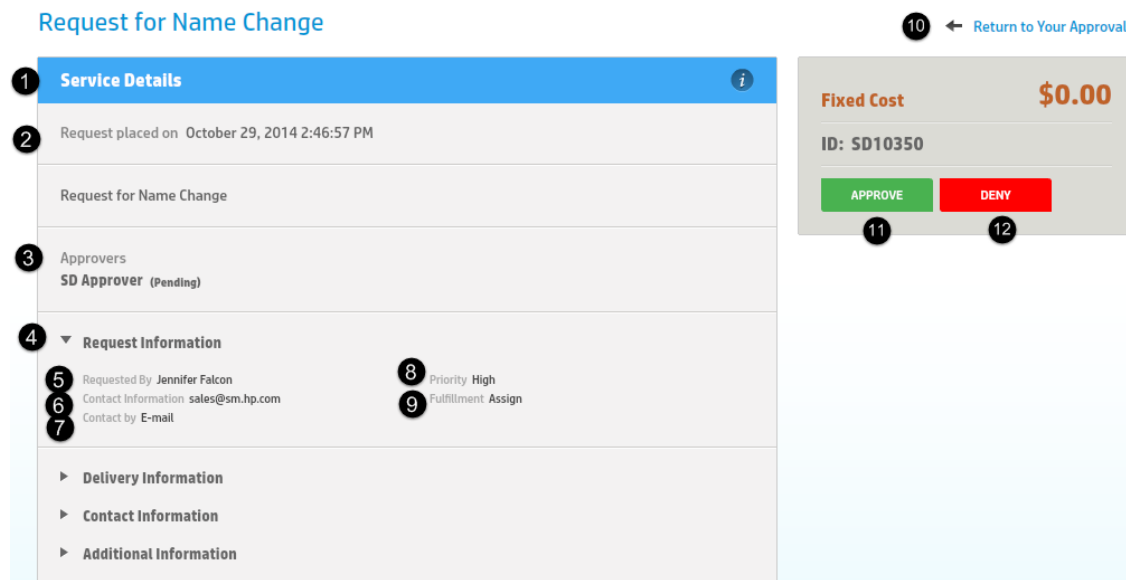 Request for Name Change
10 Return to Your Approval
1 Service Details i
2 Request placed on October 29, 2014 2:46:57 PM
Request for Name Change
3 Approvers
SD Approver (Pending)
4 Request Information
5 Requested By Jennifer Falcon
6 Contact Information sales@sm.hp.com
7 Contact by E-mail
8 Priority High
9 Fulfillment Assign
Delivery Information
Contact Information
Additional Information
Fixed Cost $0.00
ID: SD10350
APPROVE DENY
11 12